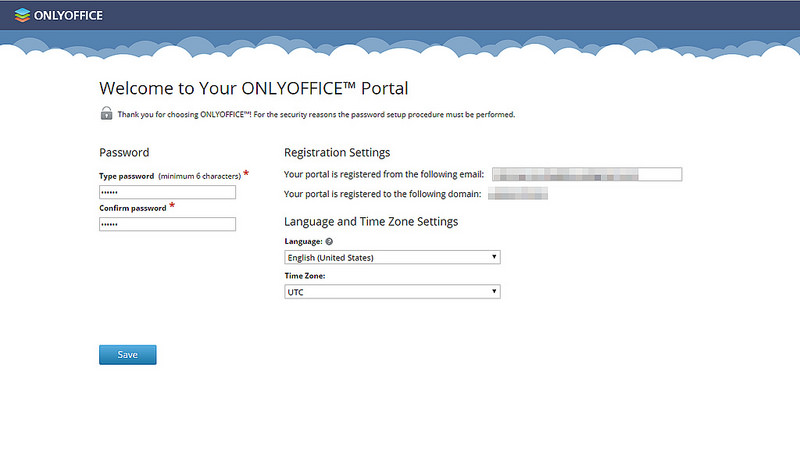 ONLYOFFICE
Welcome to Your ONLYOFFICE™ Portal
Thank you for choosing ONLYOFFICE™! For the security reasons the password setup procedure must be performed.
Password
Type password (minimum 6 characters) *
••••••
Confirm password *
••••••
Registration Settings
Your portal is registered from the following email:
Your portal is registered to the following domain:
Language and Time Zone Settings
Language:
English (United States)
Time Zone:
UTC
Save